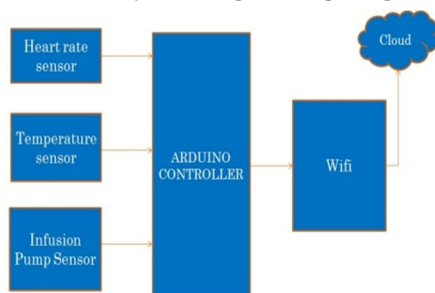 Heart rate
sensor
Temperature
sensor
Infusion
Pump Sensor
ARDUINO
CONTROLLER
Wifi
Cloud